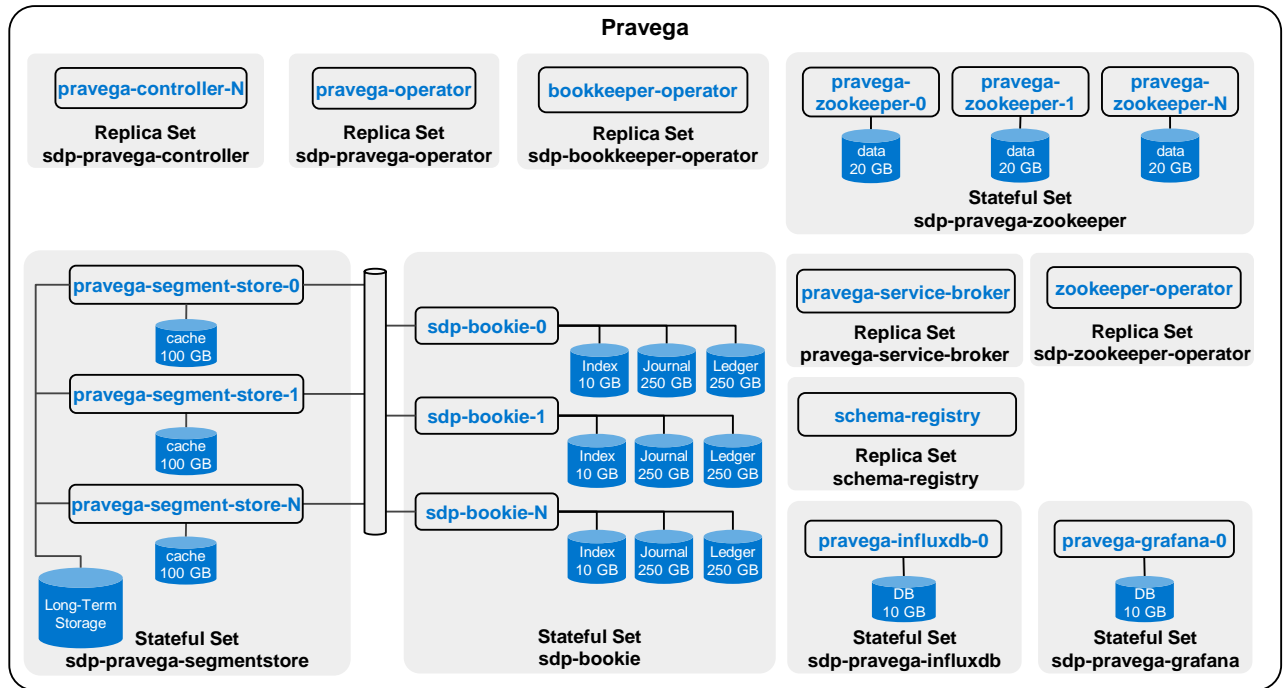 Pravega
pravega-controller-N
Replica Set
sdp-pravega-controller
pravega-operator
Replica Set
sdp-pravega-operator
bookkeeper-operator
Replica Set
sdp-bookkeeper-operator
pravega-
zookeeper-0
data
20 GB
pravega-
zookeeper-1
data
20 GB
pravega-
zookeeper-N
data
20 GB
Stateful Set
sdp-pravega-zookeeper
pravega-segment-store-0
cache
100 GB
pravega-segment-store-1
cache
100 GB
pravega-segment-store-N
cache
100 GB
Long-Term
Storage
Stateful Set
sdp-pravega-segmentstore
sdp-bookie-0
Index
10 GB
Journal
250 GB
Ledger
250 GB
sdp-bookie-1
Index
10 GB
Journal
250 GB
Ledger
250 GB
sdp-bookie-N
Index
10 GB
Journal
250 GB
Ledger
250 GB
Stateful Set
sdp-bookie
pravega-service-broker
Replica Set
pravega-service-broker
zookeeper-operator
Replica Set
sdp-zookeeper-operator
schema-registry
Replica Set
schema-registry
pravega-influxdb-0
DB
10 GB
Stateful Set
sdp-pravega-influxdb
pravega-grafana-0
DB
10 GB
Stateful Set
sdp-pravega-grafana